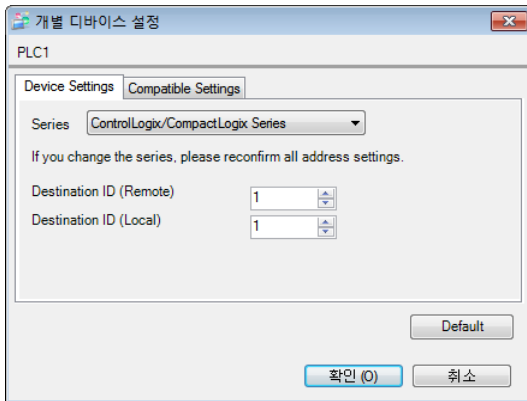 개별 디바이스 설정
PLC1
Device Settings Compatible Settings
Series ControlLogix/CompactLogix Series
If you change the series, please reconfirm all address settings.
Destination ID (Remote) 1
Destination ID (Local) 1
Default
확인 (O) 취소